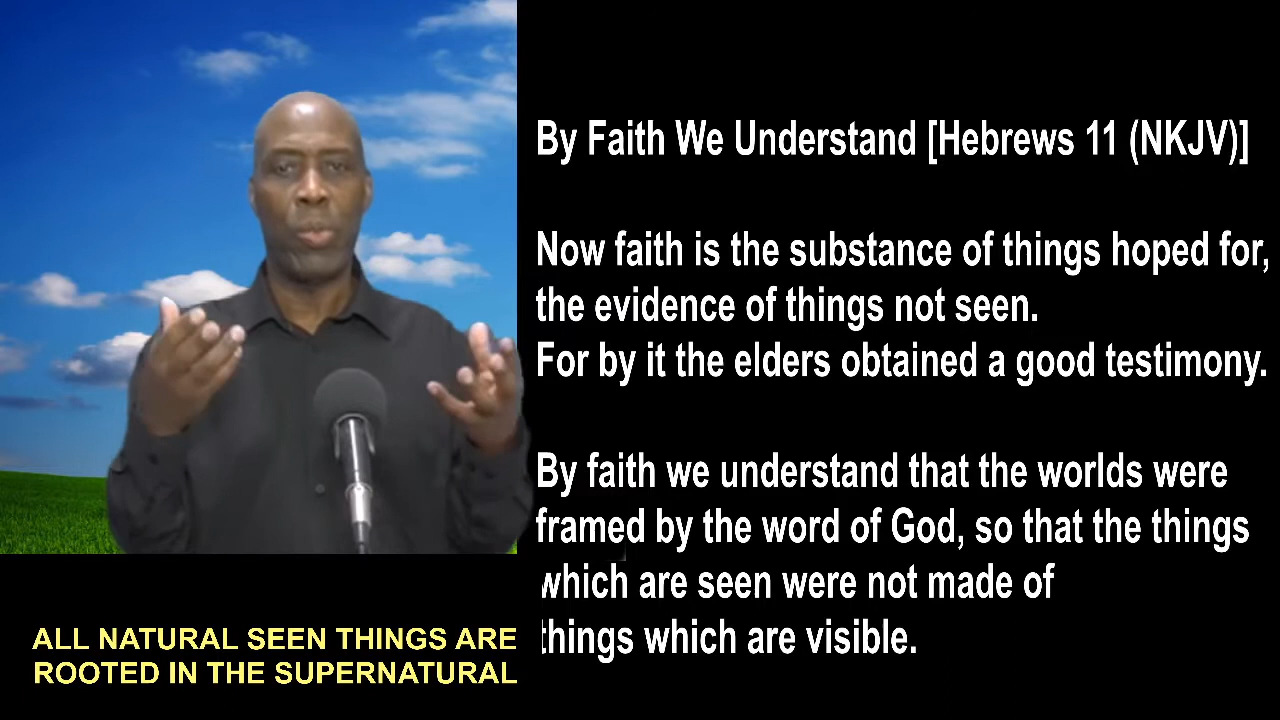 By Faith We Understand [Hebrews 11 (NKJV)]
Now faith is the substance of things hoped for,
the evidence of things not seen.
For by it the elders obtained a good testimony.
By faith we understand that the worlds were
framed by the word of God, so that the things
which are seen were not made of
things which are visible.
ALL NATURAL SEEN THINGS ARE
ROOTED IN THE SUPERNATURAL